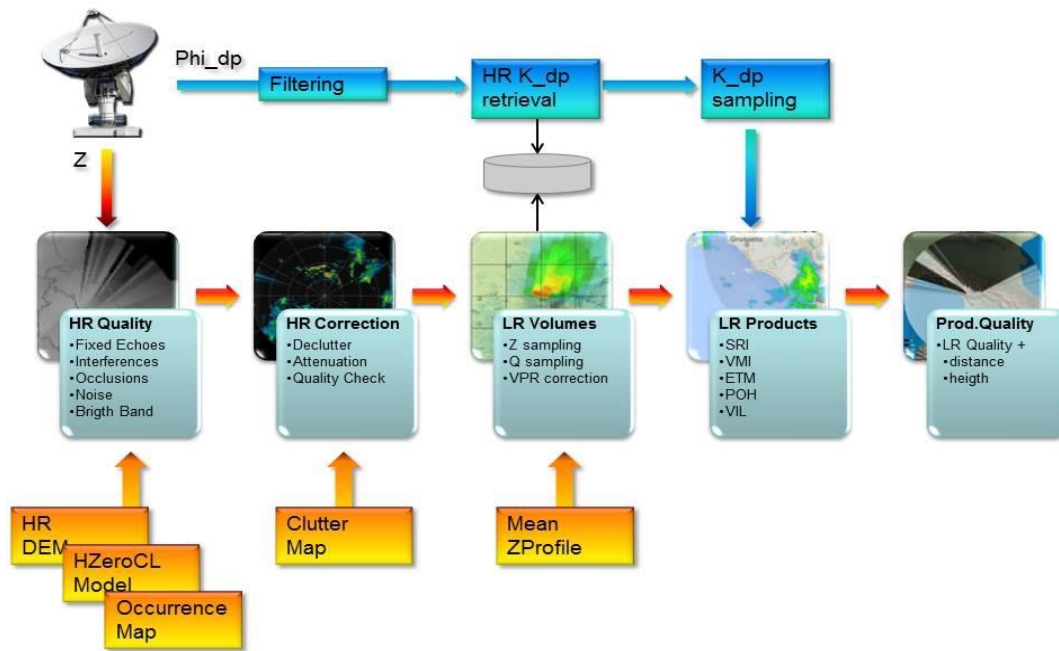 Phi_dp
Filtering
HR K_dp
retrieval
K_dp
sampling
Z
HR Quality
•Fixed Echoes
•Interferences
•Occlusions
•Noise
•Brigth Band
HR Correction
•Declutter
•Attenuation
•Quality Check
LR Volumes
•Z sampling
•Q sampling
•VPR correction
Grosseto
LR Products
•SRI
•VMI
•ETM
•POH
•VIL
Prod.Quality
•LR Quality +
•distance
•heigth
HR
DEM
HZeroCL
Model
Occurrence
Map
Clutter
Map
Mean
ZProfile